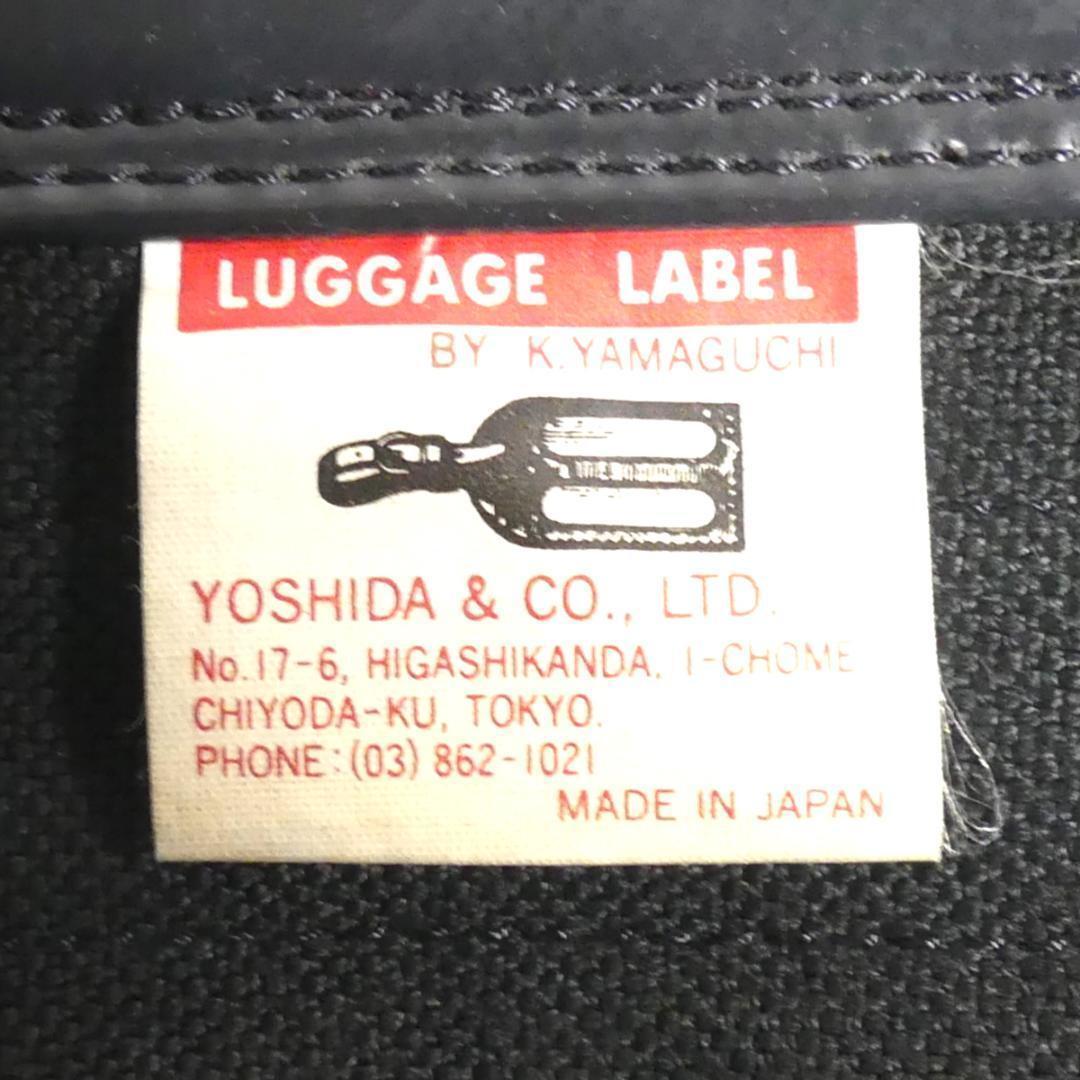 LUGGAGE LABEL
BY K.YAMAGUCHI
YOSHIDA & CO., LTD.
No.17-6, HIGASHIKANDA, 1-CHOME
CHIYODA-KU, TOKYO.
PHONE:(03) 862-1021
MADE IN JAPAN